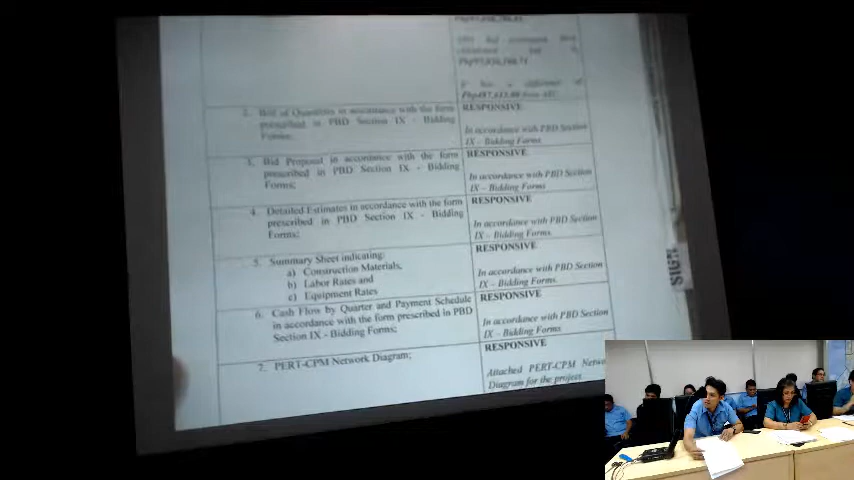 RESPONSIVE
2. Bill of Quantities in accordance with the form
prescribed in PBD Section IX - Bidding
Forms;
In accordance with PBD Section
IX – Bidding Forms
3. Bid Proposal in accordance with the form
prescribed in PBD Section IX - Bidding
Forms;
RESPONSIVE
In accordance with PBD Section
IX – Bidding Forms
4. Detailed Estimates in accordance with the form
prescribed in PBD Section IX - Bidding
Forms;
RESPONSIVE
In accordance with PBD Section
IX – Bidding Forms.
5. Summary Sheet indicating:
a) Construction Materials,
b) Labor Rates and
c) Equipment Rates
RESPONSIVE
In accordance with PBD Section
IX – Bidding Forms.
6. Cash Flow by Quarter and Payment Schedule
in accordance with the form prescribed in PBD
Section IX - Bidding Forms;
RESPONSIVE
In accordance with PBD Section
IX – Bidding Forms.
7. PERT-CPM Network Diagram;
RESPONSIVE
Attached PERT-CPM
Diagram for the project.
SIGN